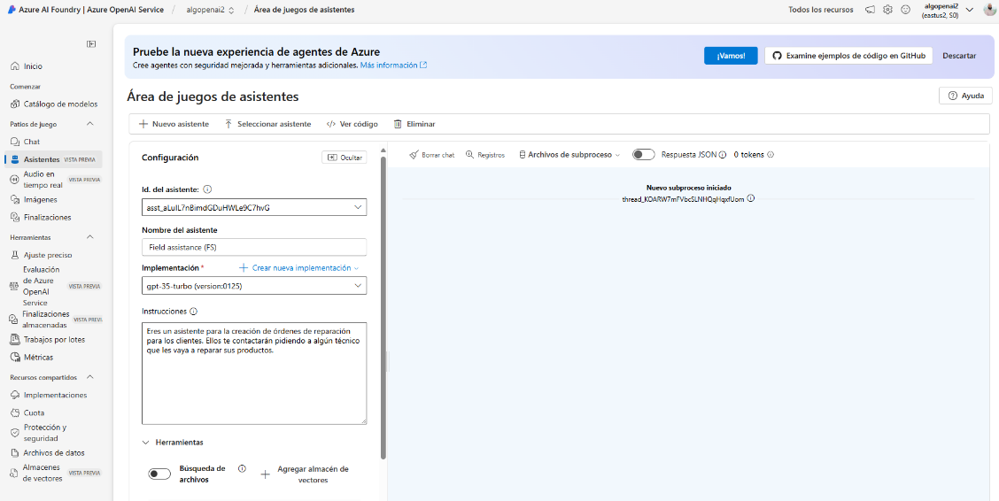 Azure AI Foundry | Azure OpenAI Service / algopenai2 / Área de juegos de asistentes
Todos los recursos
algopenai2
(eastus2, S0)
Inicio
Comenzar
Catálogo de modelos
Patios de juego
Chat
Asistentes VISTA PREVIA
Audio en
tiempo real VISTA PREVIA
Imágenes
Finalizaciones
Herramientas
Ajuste preciso
Evaluación
de Azure
OpenAI
Service VISTA PREVIA
Finalizaciones
almacenadas VISTA PREVIA
Trabajos por lotes
Métricas
Recursos compartidos
Implementaciones
Cuota
Protección y
seguridad
Archivos de datos
Almacenes
de vectores VISTA PREVIA
Pruebe la nueva experiencia de agentes de Azure
Cree agentes con seguridad mejorada y herramientas adicionales. Más información
¡Vamos!
Examine ejemplos de código en GitHub
Descartar
Área de juegos de asistentes
Ayuda
Nuevo asistente
Seleccionar asistente
</> Ver código
Eliminar
Configuración
Ocultar
Id. del asistente:
asst_aLuIL7nBimdGDuHWLe9C7hvG
Nombre del asistente
Field assistance (FS)
Implementación *
Crear nueva implementación
gpt-35-turbo (version:0125)
Instrucciones
Eres un asistente para la creación de órdenes de reparación
para los clientes. Ellos te contactarán pidiendo a algún técnico
que les vaya a reparar sus productos.
Herramientas
Búsqueda de
archivos
Agregar almacén de
vectores
Borrar chat
Registros
Archivos de subproceso
Respuesta JSON
0 tokens
Nuevo subproceso iniciado
thread_KOARW7mFVbcSLNHQqHqxfUom